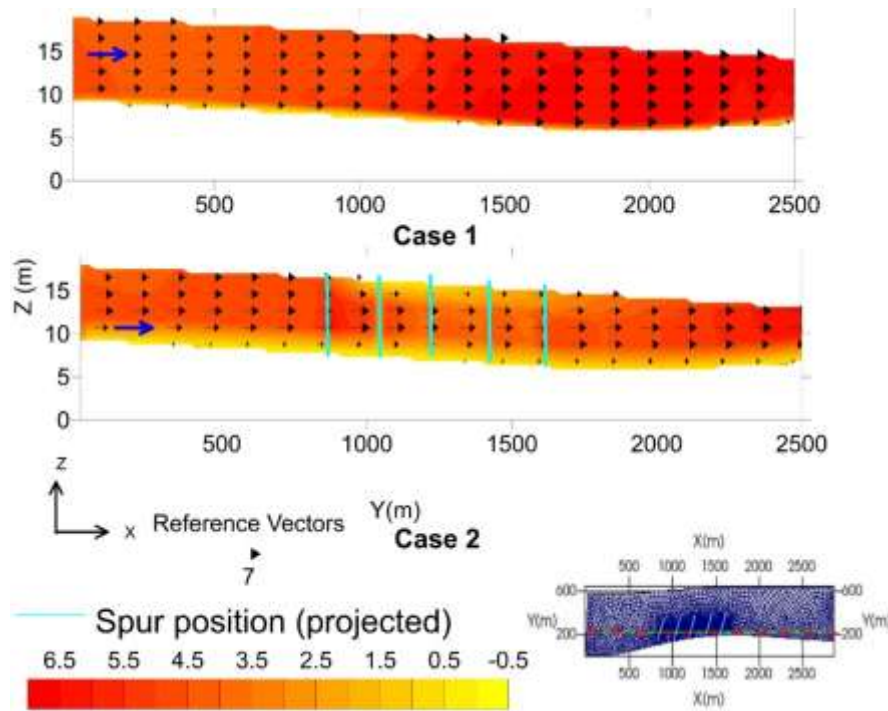 15
10
5
0
500 1000 1500 2000 2500
Case 1
Z (m)
15
10
5
0
500 1000 1500 2000 2500
Z
X
Reference Vectors
7
Y(m)
Case 2
Spur position (projected)
6.5 5.5 4.5 3.5 2.5 1.5 0.5 -0.5
X(m)
500 1000 1500 2000 2500
600 600
Y(m) Y(m)
200 200
500 1000 1500 2000 2500
X(m)